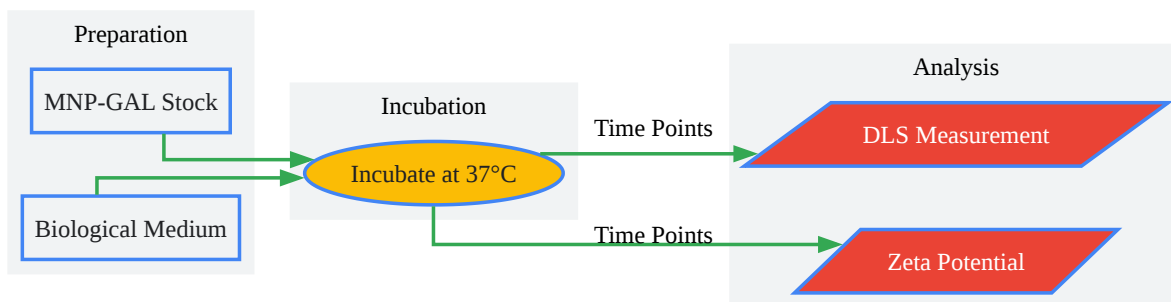 Preparation
MNP-GAL Stock
Biological Medium
Incubation
Incubate at 37°C
Time Points
Time Points
Analysis
DLS Measurement
Zeta Potential